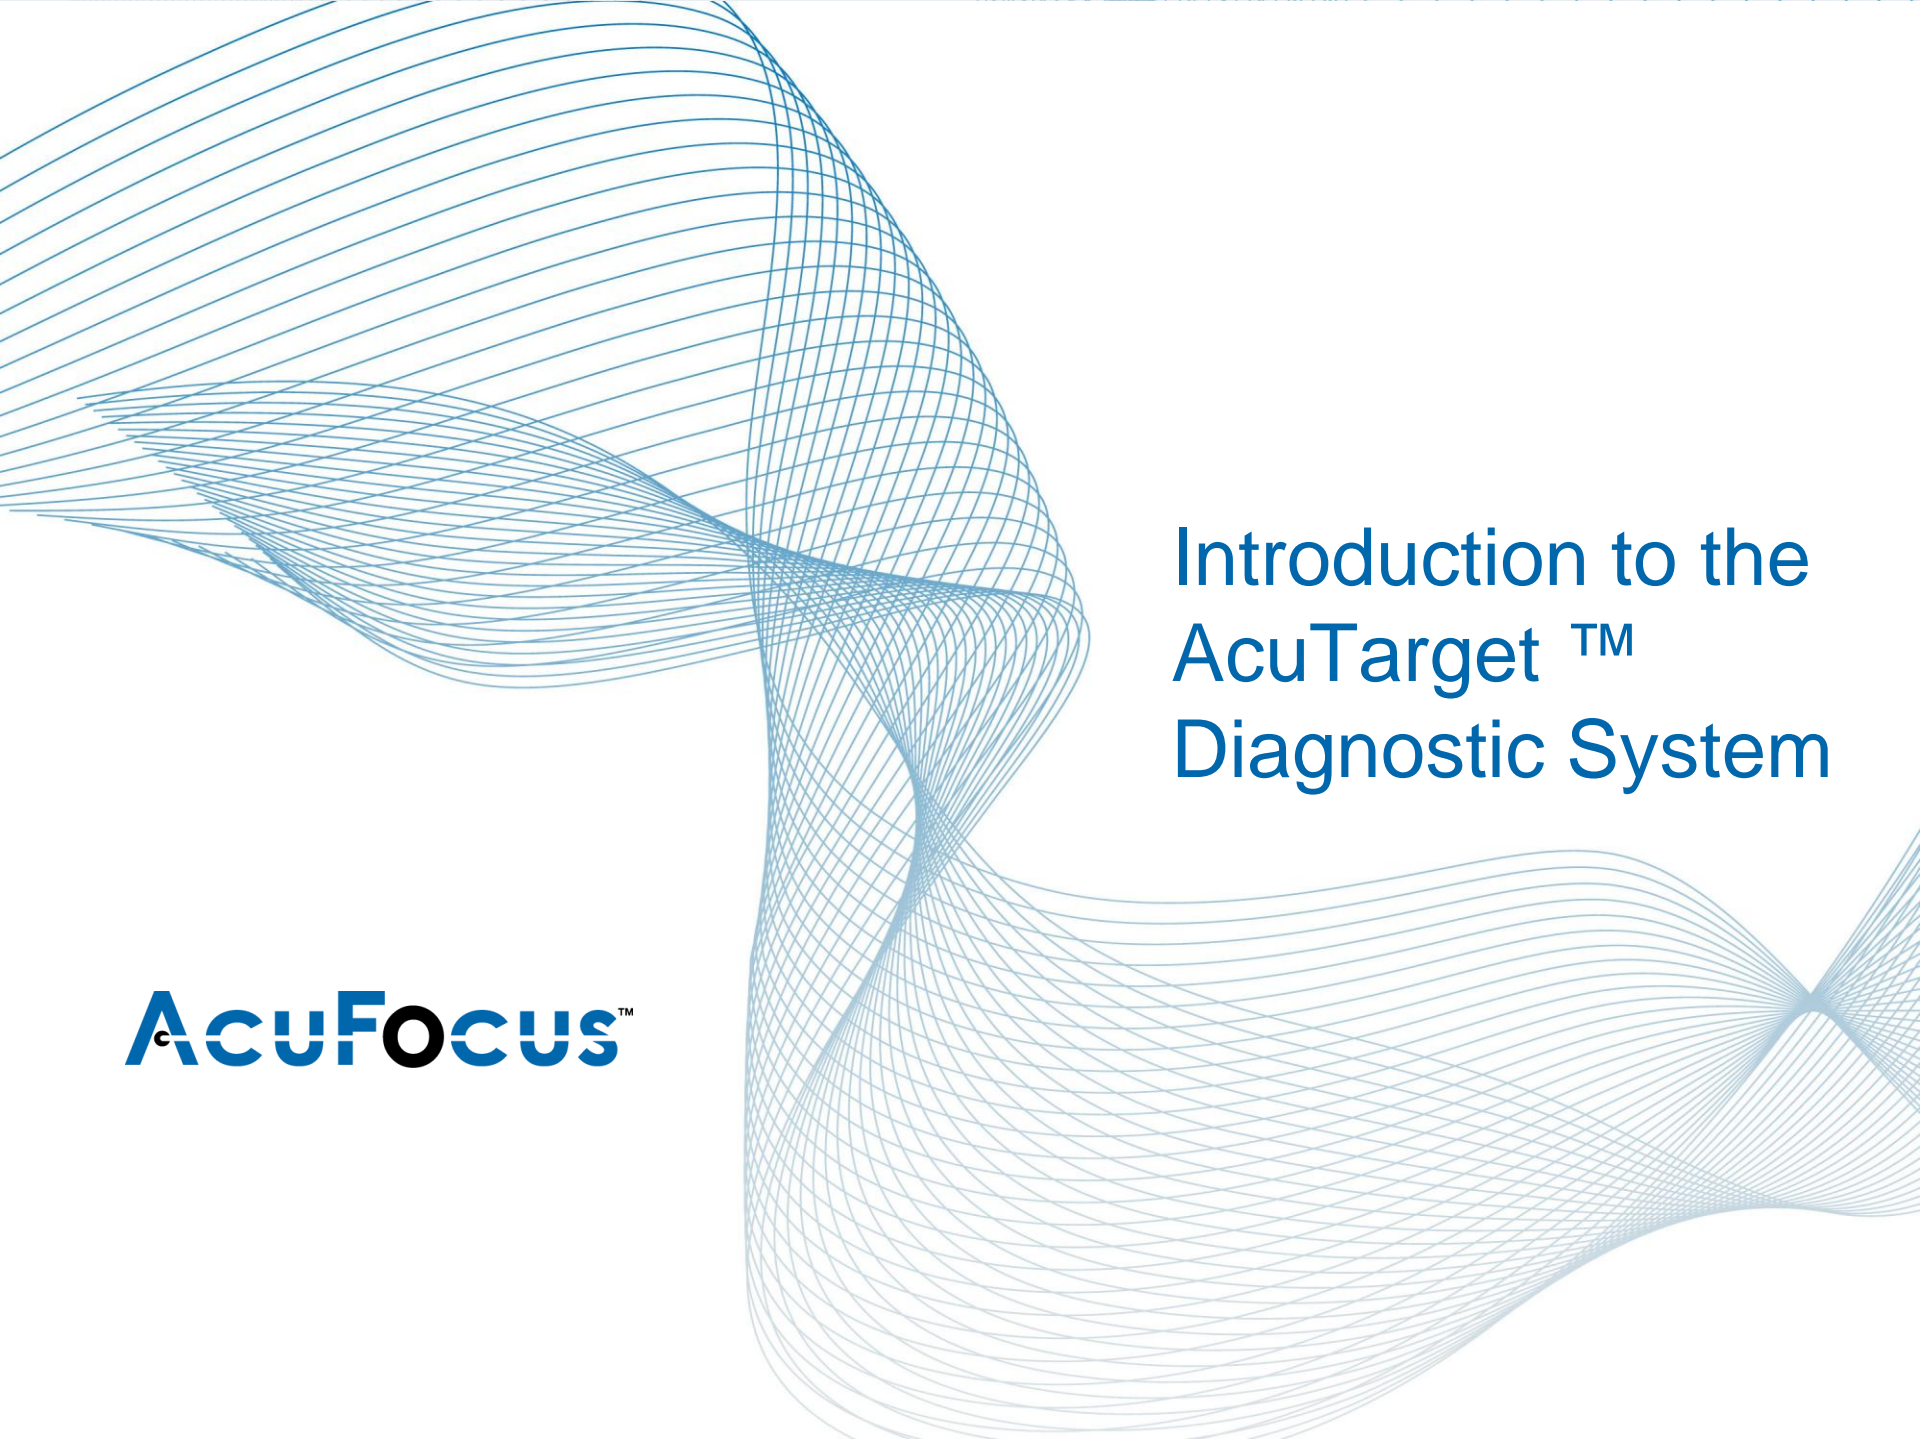 Introduction to the
AcuTarget ™
Diagnostic System
AcuFocus™